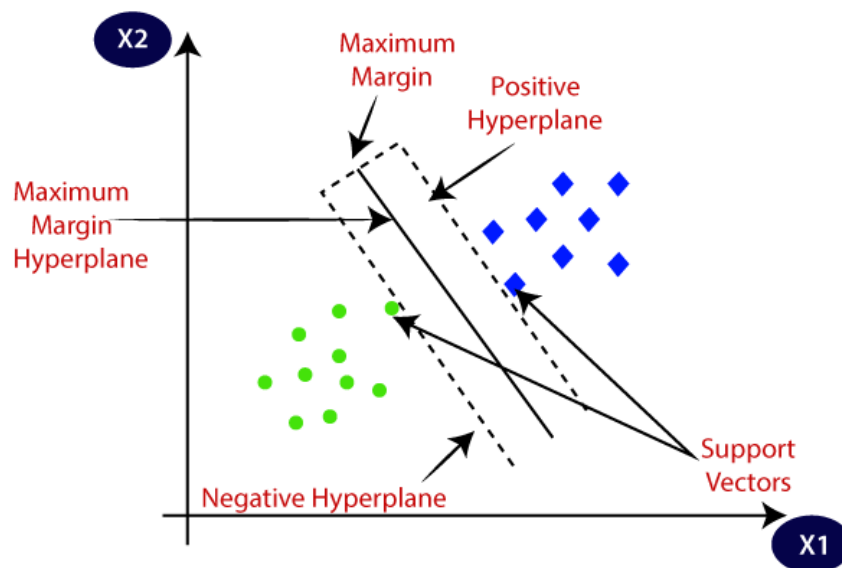 X2
Maximum
Margin
Positive
Hyperplane
Maximum
Margin
Hyperplane
Support
Vectors
Negative Hyperplane
X1